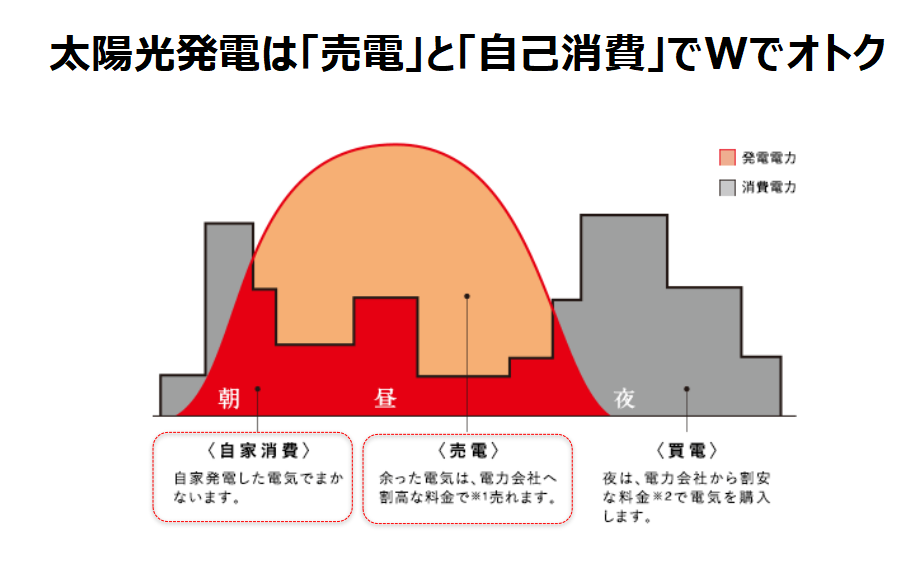 太陽光発電は「売電」と「自己消費」でWでオトク
発電電力
消費電力
朝
昼
夜
〈自家消費〉
自家発電した電気でまか
ないます。
〈売電〉
余った電気は、電力会社へ
割高な料金で※1売れます。
〈買電〉
夜は、電力会社から割安
な料金※2で電気を購入
します。